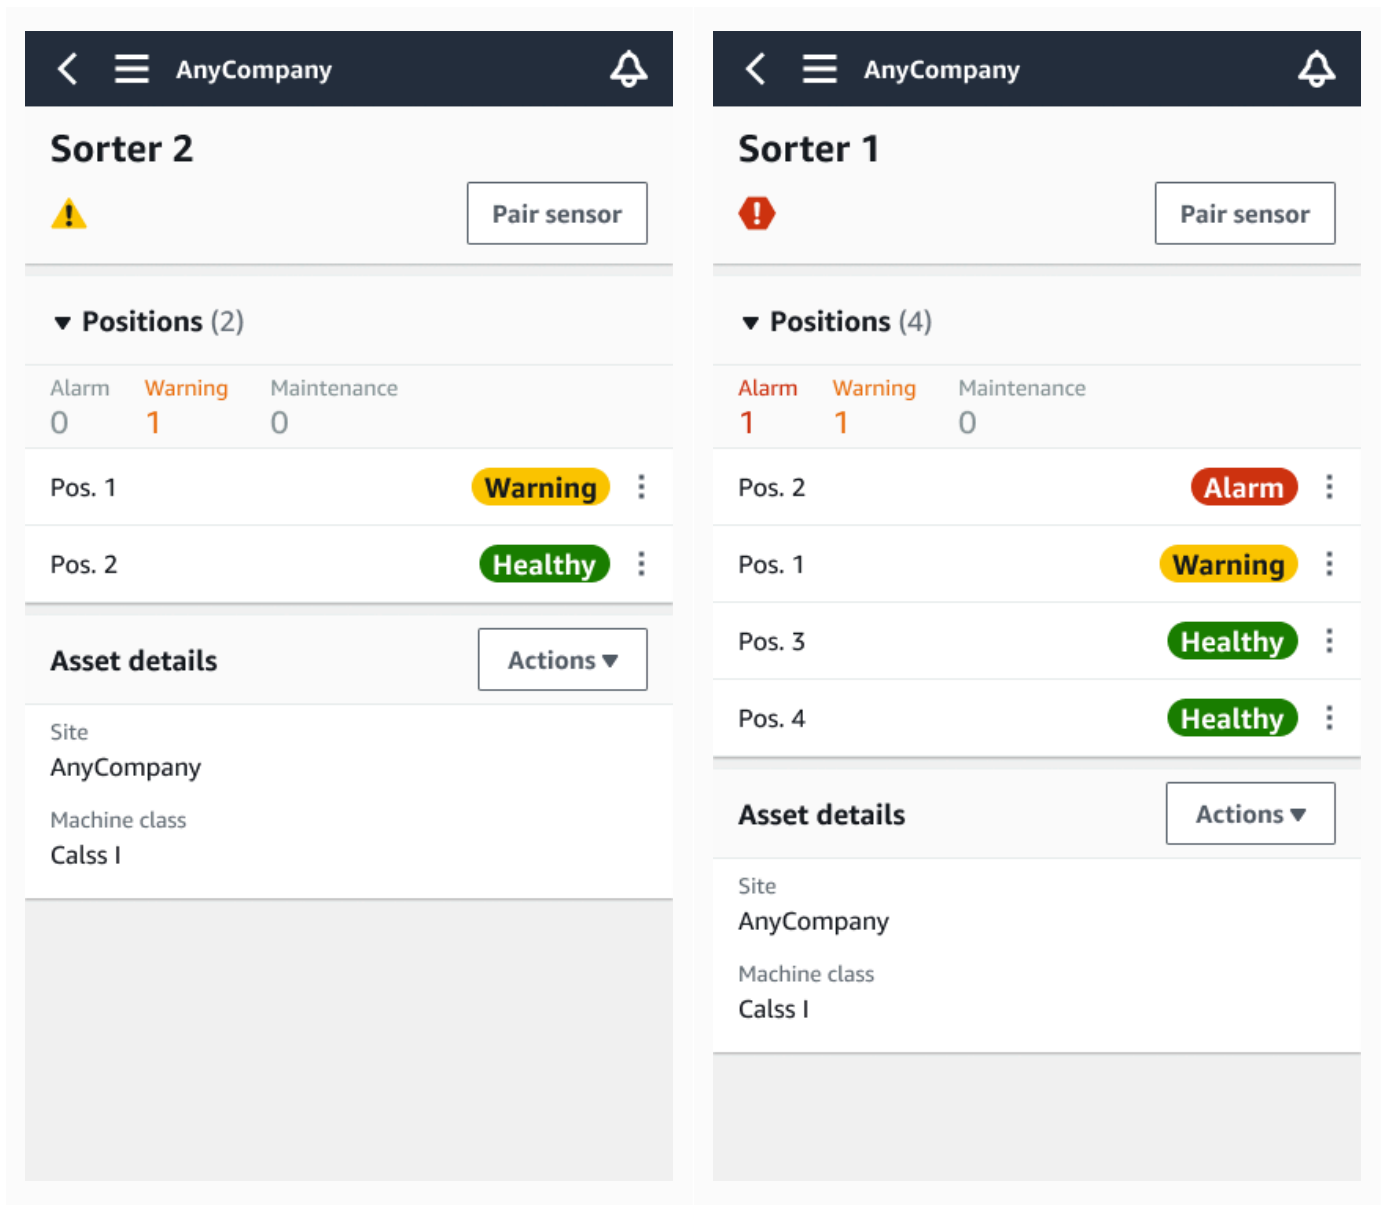 AnyCompany
Sorter 2
Pair sensor
Positions (2)
Alarm Warning Maintenance
0 1 0
Pos. 1 Warning
Pos. 2 Healthy
Asset details Actions
Site
AnyCompany
Machine class
Calss I
AnyCompany
Sorter 1
Pair sensor
Positions (4)
Alarm Warning Maintenance
1 1 0
Pos. 2 Alarm
Pos. 1 Warning
Pos. 3 Healthy
Pos. 4 Healthy
Asset details Actions
Site
AnyCompany
Machine class
Calss I